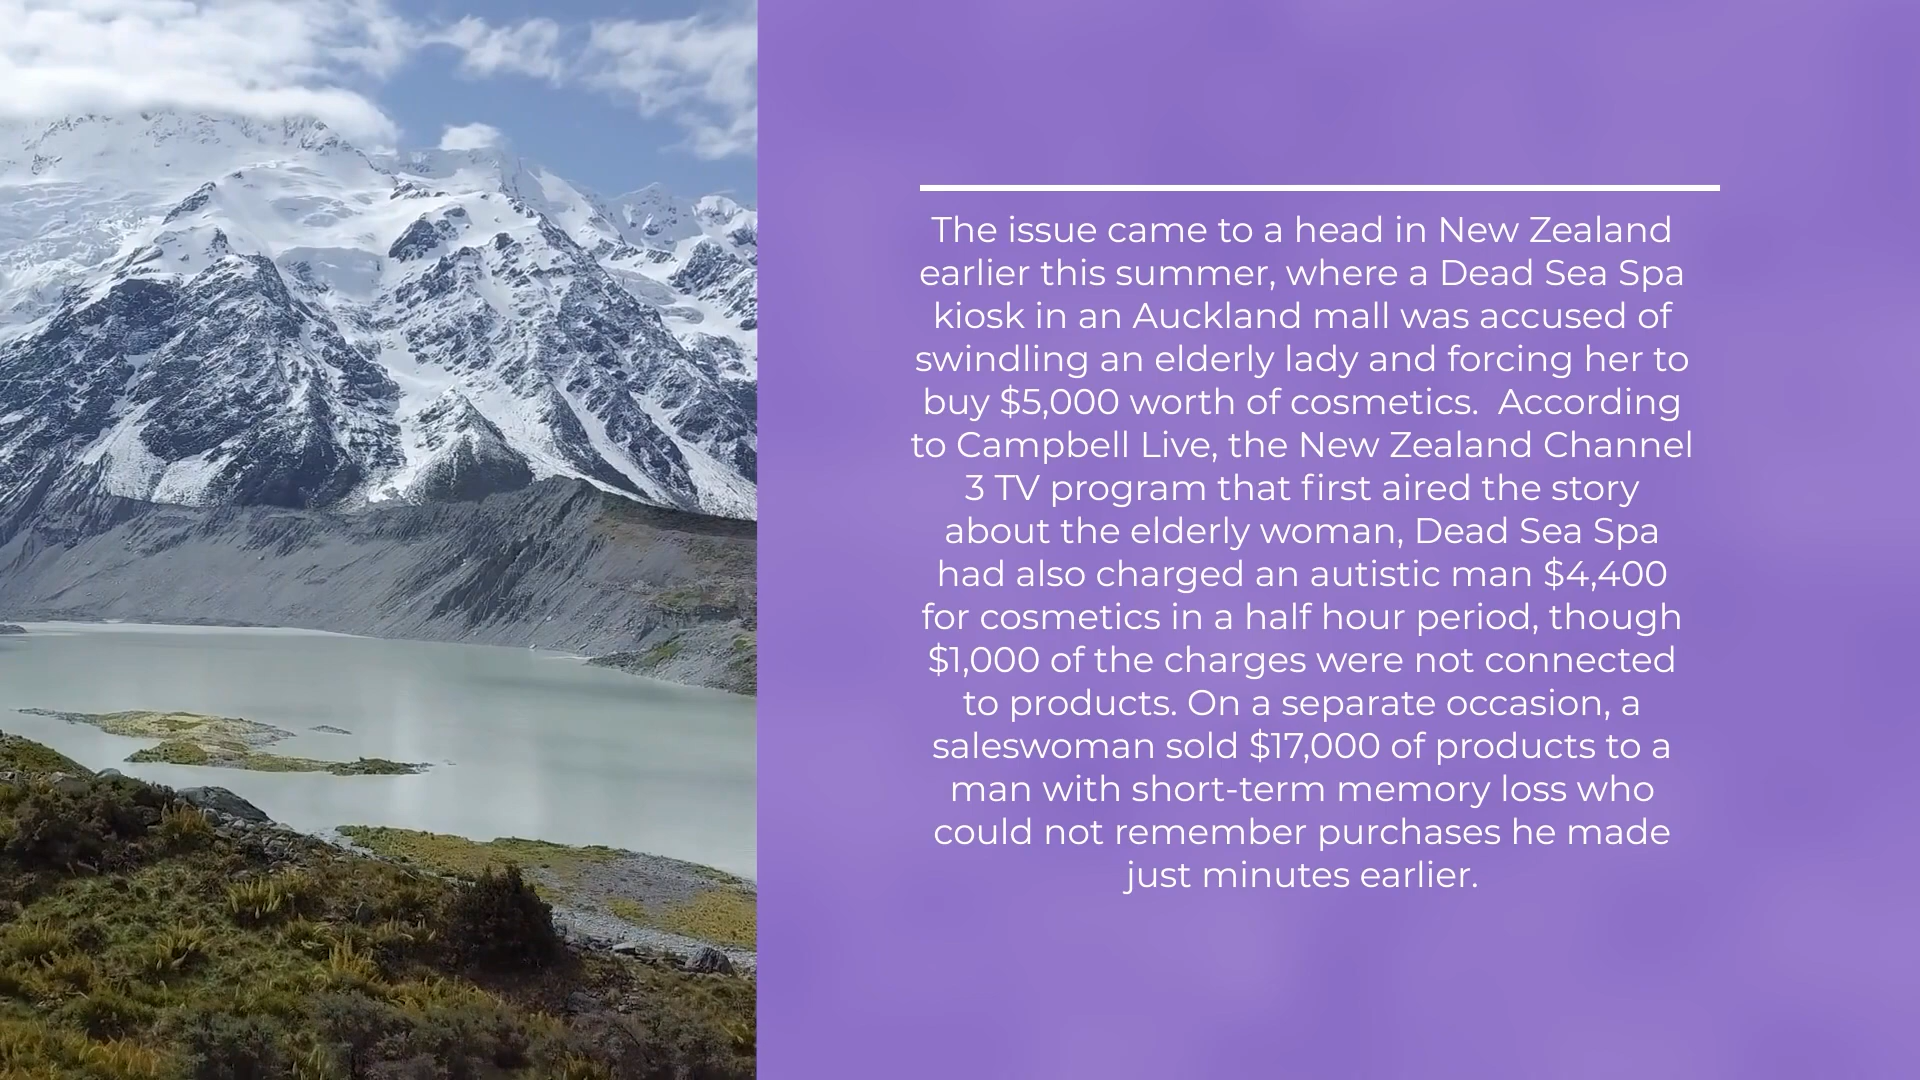 The issue came to a head in New Zealand
earlier this summer, where a Dead Sea Spa
kiosk in an Auckland mall was accused of
swindling an elderly lady and forcing her to
buy $5,000 worth of cosmetics.  According
to Campbell Live, the New Zealand Channel
3 TV program that first aired the story
about the elderly woman, Dead Sea Spa
had also charged an autistic man $4,400
for cosmetics in a half hour period, though
$1,000 of the charges were not connected
to products. On a separate occasion, a
saleswoman sold $17,000 of products to a
man with short-term memory loss who
could not remember purchases he made
just minutes earlier.